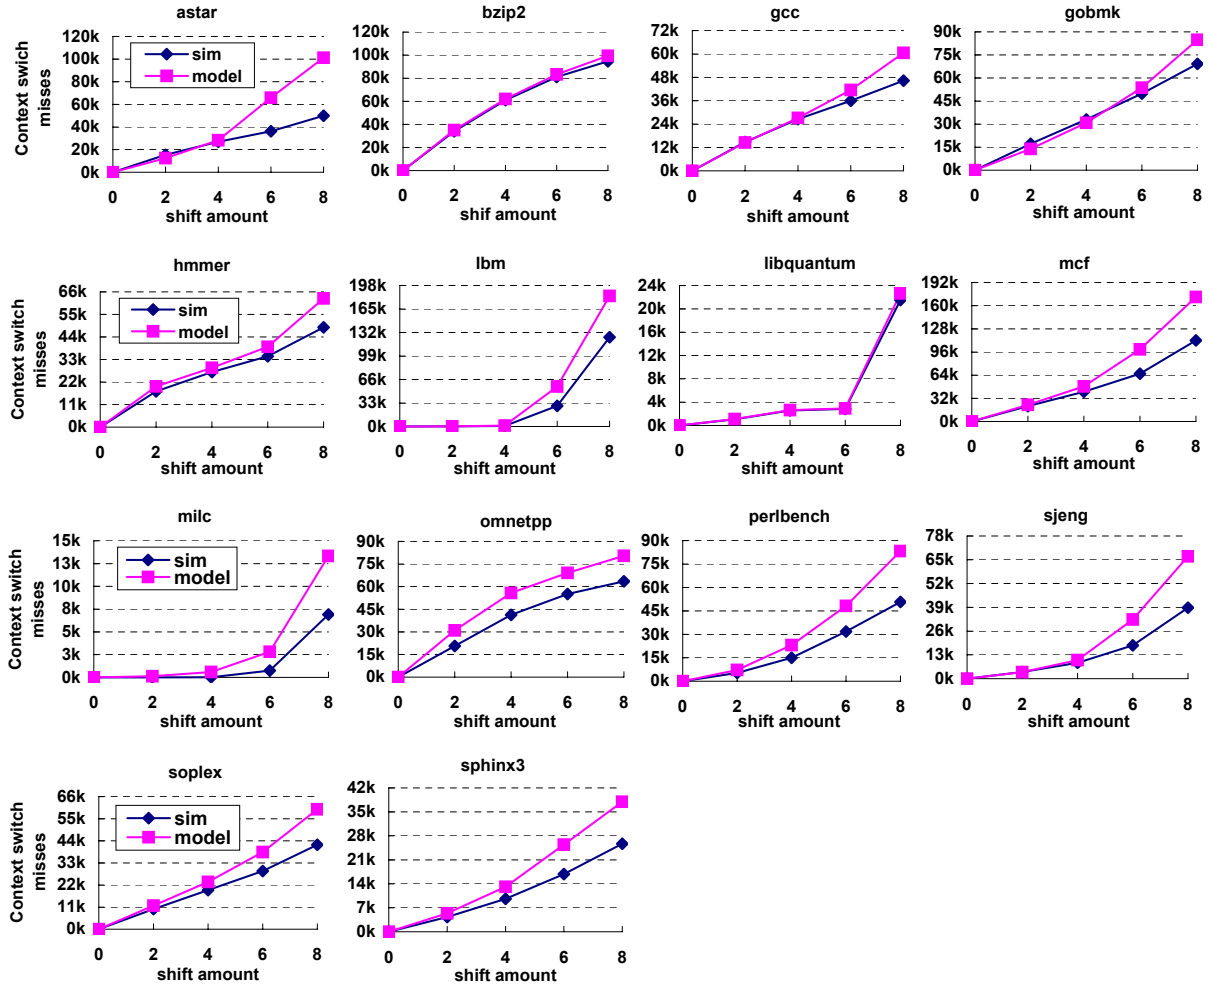 astar
bzip2
gcc
gobmk
Context swich
misses
120k
100k
80k
60k
40k
20k
0k
sim
model
0 2 4 6 8
shift amount
120k
100k
80k
60k
40k
20k
0k
0 2 4 6 8
shif amount
72k
60k
48k
36k
24k
12k
0k
0 2 4 6 8
shift amount
90k
75k
60k
45k
30k
15k
0k
0 2 4 6 8
shift amount
hmmer
lbm
libquantum
mcf
Context switch
misses
66k
55k
44k
33k
22k
11k
0k
sim
model
0 2 4 6 8
shift amount
198k
165k
132k
99k
66k
33k
0k
0 2 4 6 8
shift amount
24k
20k
16k
12k
8k
4k
0k
0 2 4 6 8
shift amount
192k
160k
128k
96k
64k
32k
0k
0 2 4 6 8
shift amount
milc
omnetpp
perlbench
sjeng
Context switch
misses
15k
13k
10k
8k
5k
3k
0k
sim
model
0 2 4 6 8
shift amount
90k
75k
60k
45k
30k
15k
0k
0 2 4 6 8
shift amount
90k
75k
60k
45k
30k
15k
0k
0 2 4 6 8
shift amount
78k
65k
52k
39k
26k
13k
0k
0 2 4 6 8
shift amount
soplex
sphinx3
Context switch
misses
66k
55k
44k
33k
22k
11k
0k
sim
model
0 2 4 6 8
shift amount
42k
35k
28k
21k
14k
7k
0k
0 2 4 6 8
shift amount